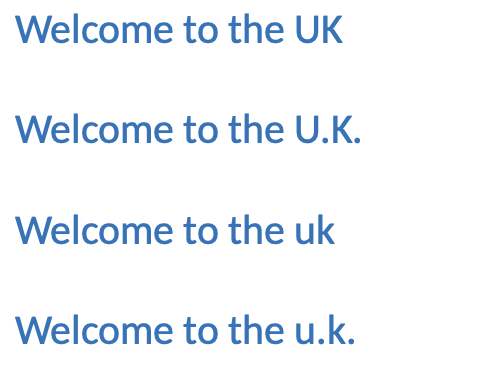 Welcome to the UK
Welcome to the U.K.
Welcome to the uk
Welcome to the u.k.